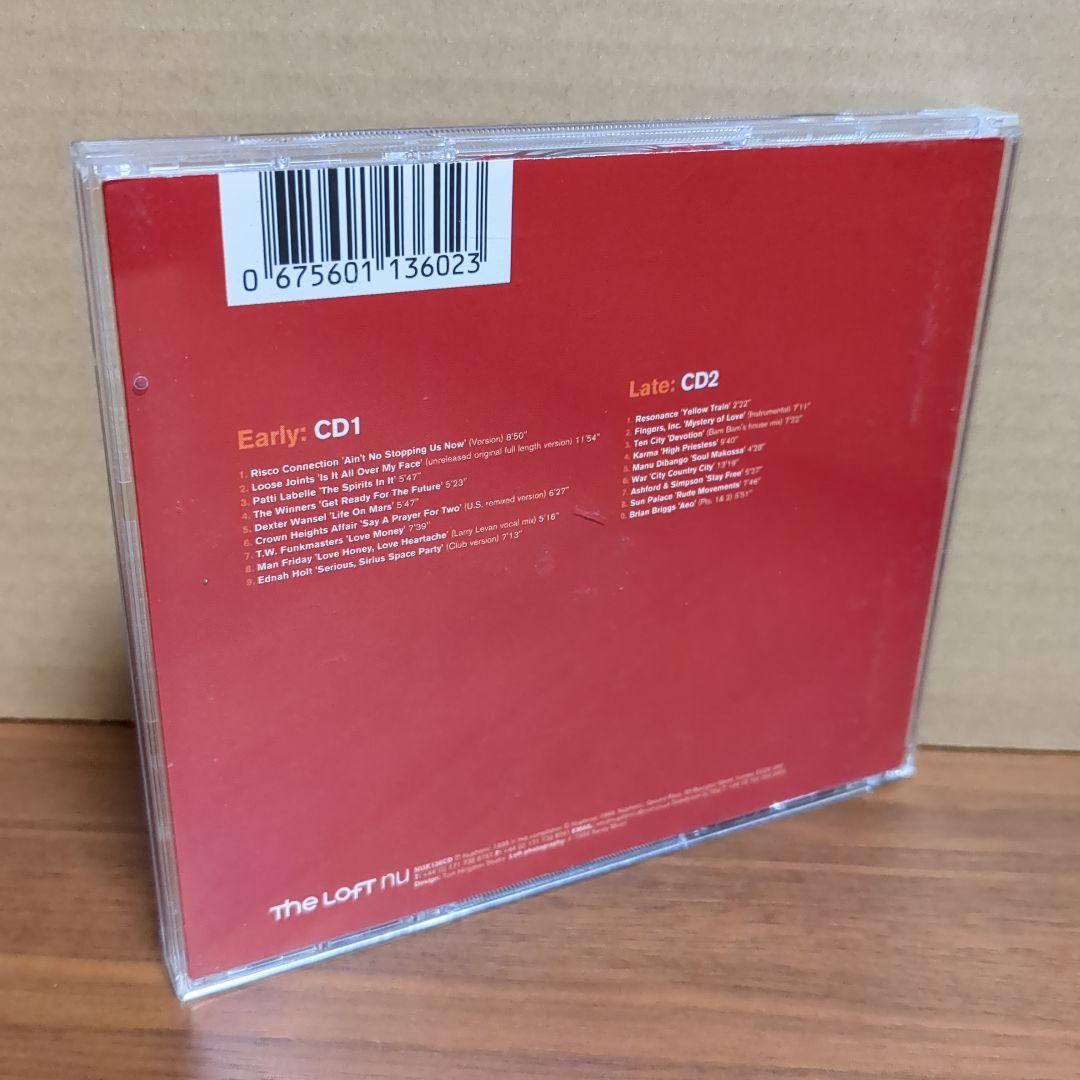 0 675601 136023
Early: CD1
1. Risco Connection 'Ain't No Stopping Us Now' (Version) 8'50"
2. Loose Joints 'Is It All Over My Face' (unreleased original full length version) 11'54"
3. Patti Labelle 'The Spirits In It' 5'47"
4. The Winners 'Get Ready For The Future' 5'23"
5. Dexter Wansel 'Life On Mars' 5'47"
6. Crown Heights Affair 'Say A Prayer For Two' (U.S. remixed version) 6'27"
7. T.W. Funkmasters 'Love Money' 7'39"
8. Man Friday 'Love Honey, Love Heartache' (Larry Levan vocal mix) 5'16"
9. Ednah Holt 'Serious, Sirius Space Party' (Club version) 7'13"
Late: CD2
1. Resonance 'Yellow Train' 2'22"
2. Fingers, Inc. 'Mystery of Love' (Instrumental) 7'11"
3. Ten City 'Devotion' (Bam Bam's house mix) 7'22"
4. Karma 'High Priestess' 9'40"
5. Manu Dibango 'Soul Makossa' 4'28"
6. War 'City Country City' 13'19"
7. Ashford & Simpson 'Stay Free' 5'27"
8. Sun Palace 'Rude Movements' 7'46"
9. Brian Briggs 'Aeo' (Pts. 1 & 2) 5'51"
The LOFT nu
NUX136CD
Loft photography:
Design: Tom Hingston Studio